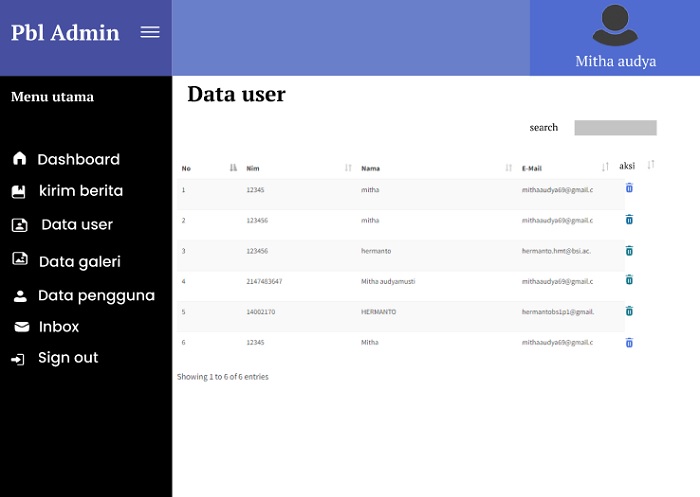 Pbl Admin
Mitha audya
Menu utama
Dashboard
kirim berita
Data user
Data galeri
Data pengguna
Inbox
Sign out
Data user
search
No Nim Nama E-Mail aksi
1 12345 mitha mithaaudya69@gmail.c
2 123456 mitha mithaaudya69@gmail.c
3 123456 hermanto hermanto.hmt@bsi.ac.
4 2147483647 Mitha audyamusti mithaaudya69@gmail.c
5 14002170 HERMANTO hermantobs1p1@gmail.
6 12345 Mitha mithaaudya69@gmail.c
Showing 1 to 6 of 6 entries